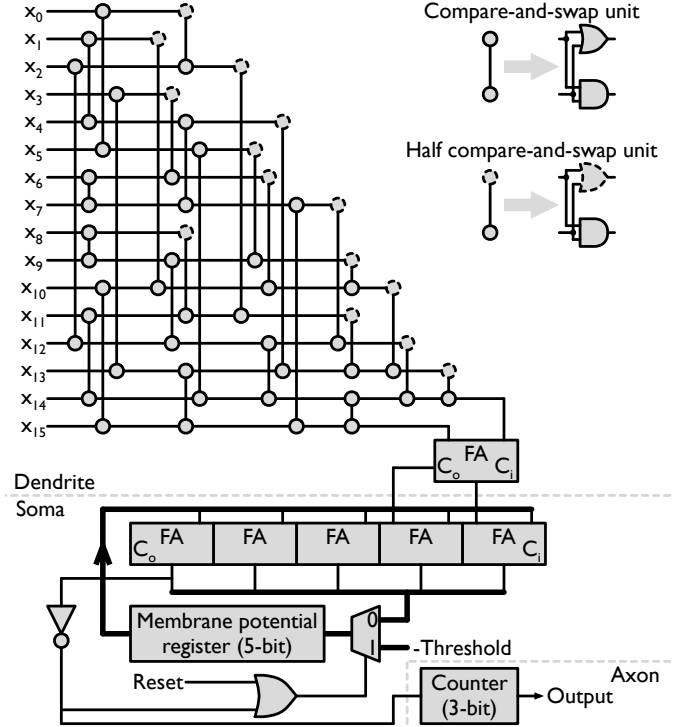 x0
Compare-and-swap unit
x1
x2
x3
x4
x5
Half compare-and-swap unit
x6
x7
x8
x9
x10
x11
x12
x13
x14
x15
FA
Co Ci
Dendrite
Soma
FA FA FA FA FA
Co Ci
Membrane potential
register (5-bit)
0
1
-Threshold
Reset
Axon
Counter
(3-bit)
Output